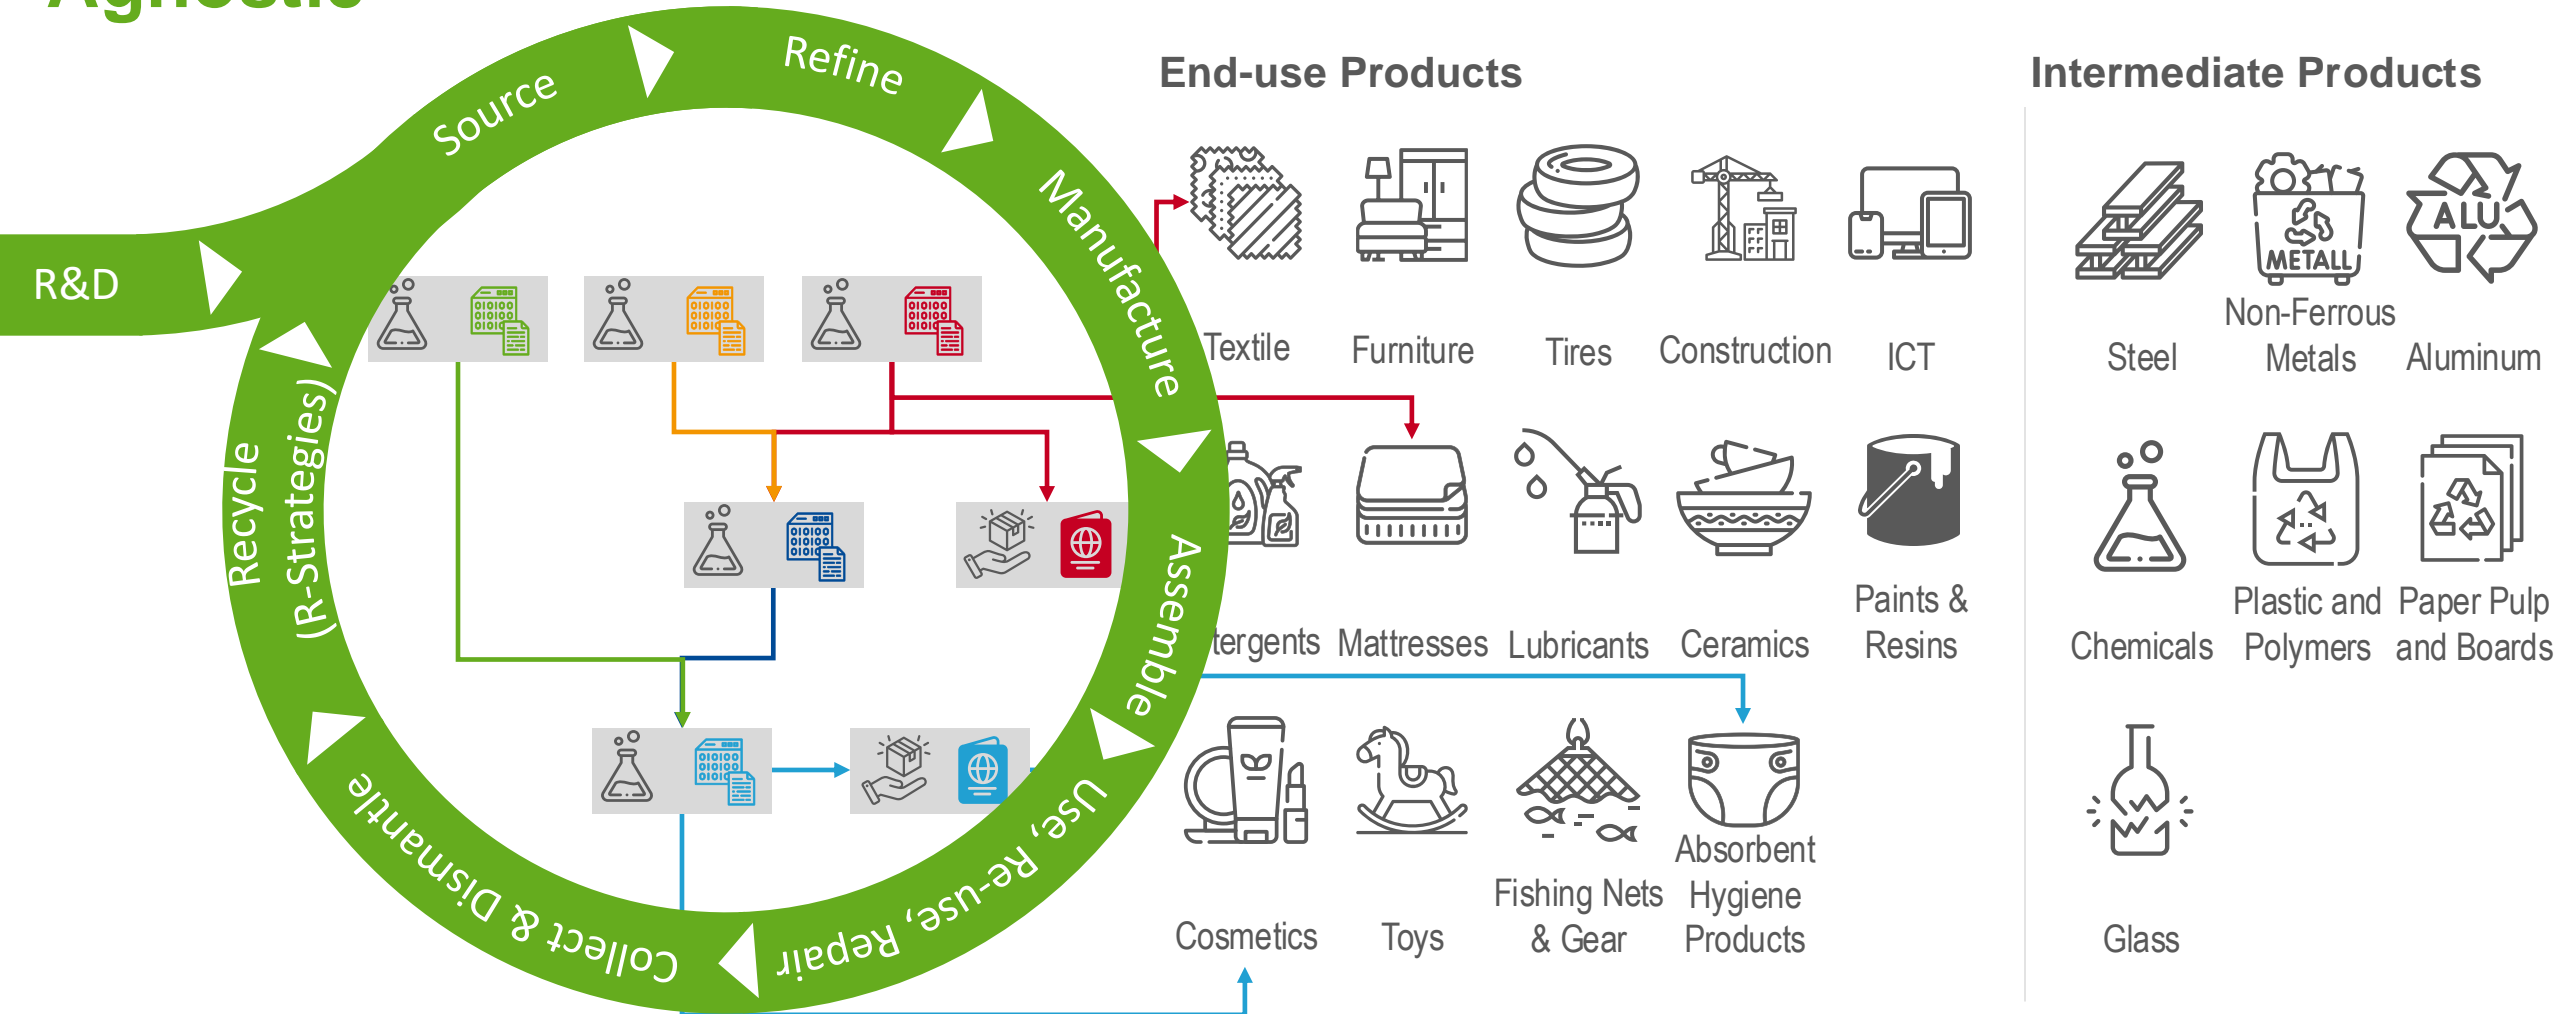 Agnostic
R&D
Source
Refine
Manufacture
Assemble
Use, Re-use, Repair
Collect & Dismantle
Recycle
(R-Strategies)
End-use Products
Textile
Furniture
Tires
Construction
ICT
tergents
Mattresses
Lubricants
Ceramics
Paints &
Resins
Cosmetics
Toys
Fishing Nets
& Gear
Absorbent
Hygiene
Products
Intermediate Products
Steel
METALL
Non-Ferrous
Metals
ALU
Aluminum
Chemicals
Plastic and
Polymers
Paper Pulp
and Boards
Glass